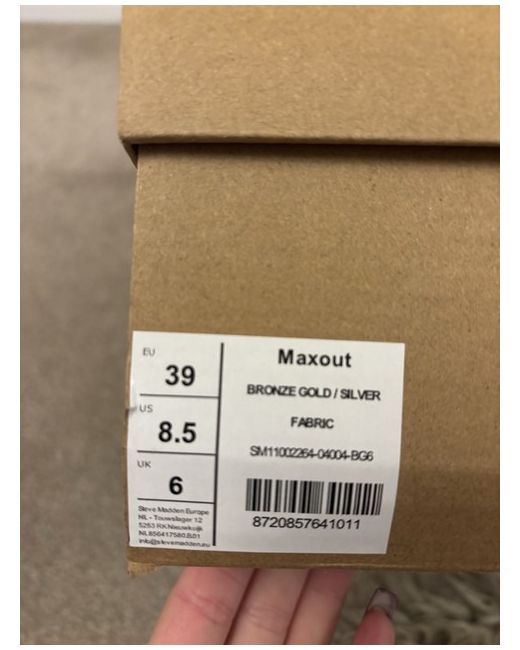 EU
39
US
8.5
UK
6
Steve Madden Europe
NL - Touwslager 12
5253 RK Nieuwkuijk
NL856417580.B01
info@stevemadden.eu
Maxout
BRONZE GOLD / SILVER
FABRIC
SM11002264-04004-BG6
8720857641011